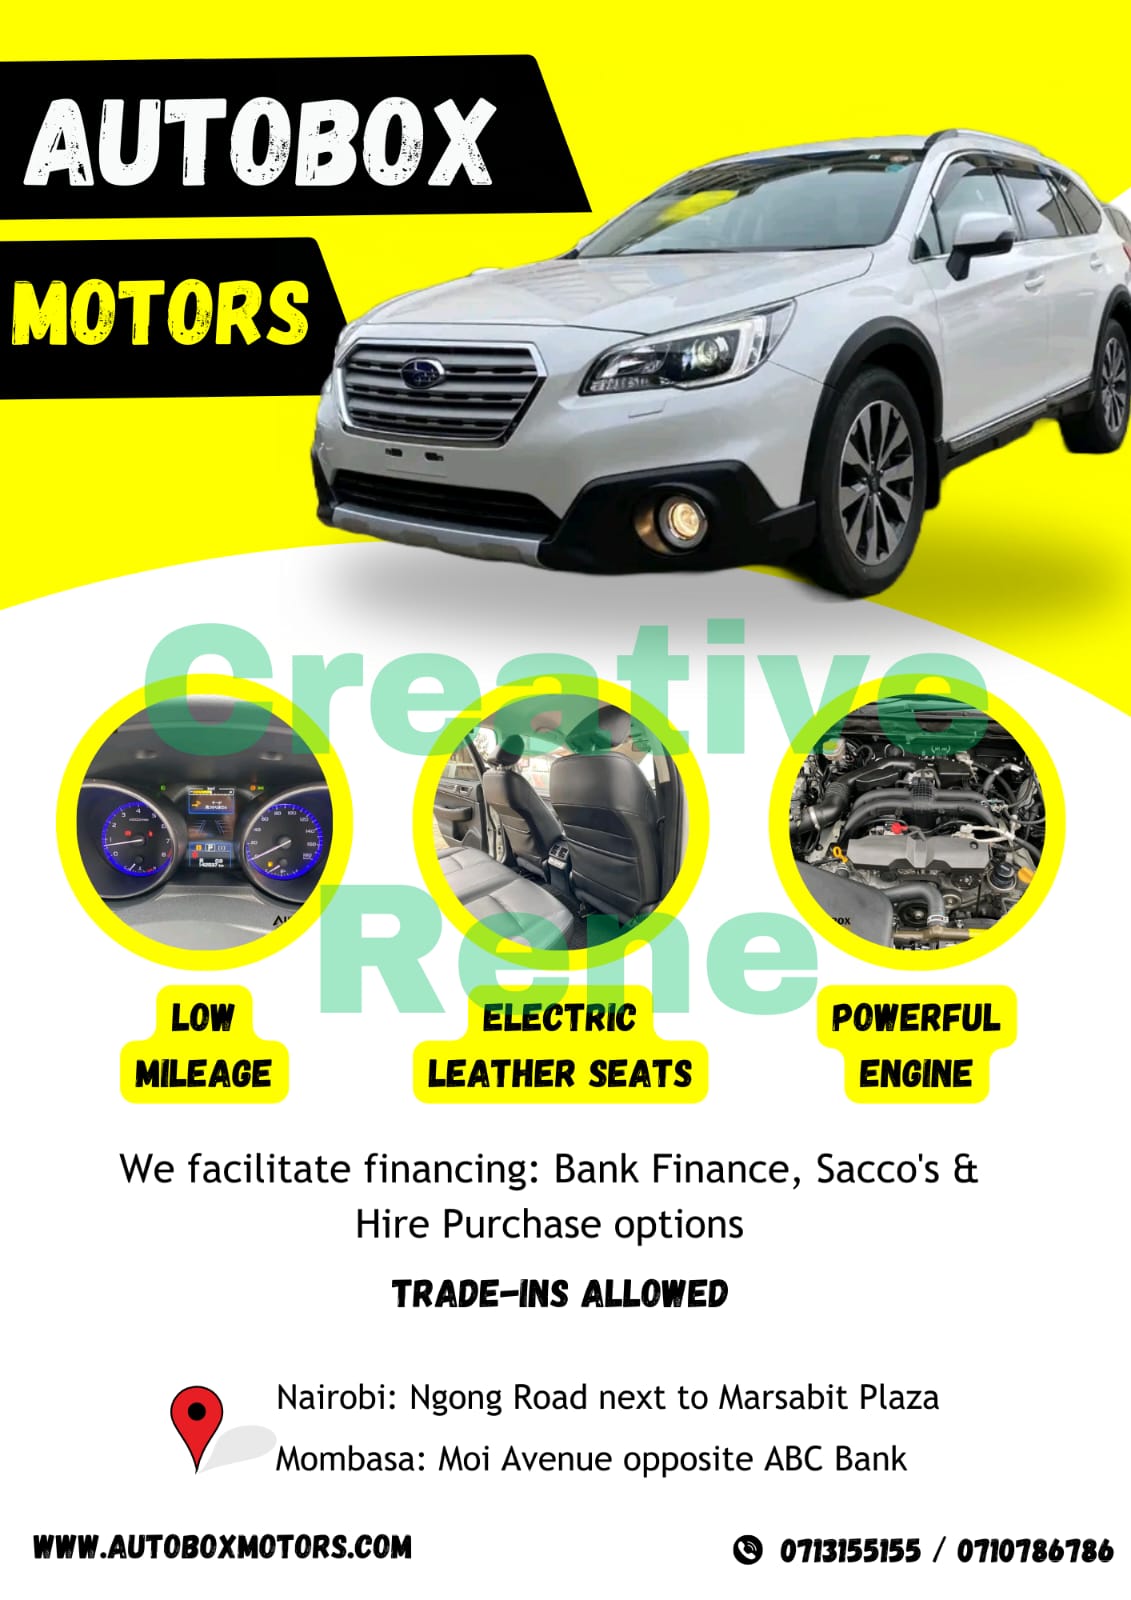 AUTOBOX
MOTORS
Creative
Rene
LOW
MILEAGE
ELECTRIC
LEATHER SEATS
POWERFUL
ENGINE
We facilitate financing: Bank Finance, Sacco's &
Hire Purchase options
TRADE-INS ALLOWED
Nairobi: Ngong Road next to Marsabit Plaza
Mombasa: Moi Avenue opposite ABC Bank
WWW.AUTOBOXMOTORS.COM
0713155155 / 0710786786